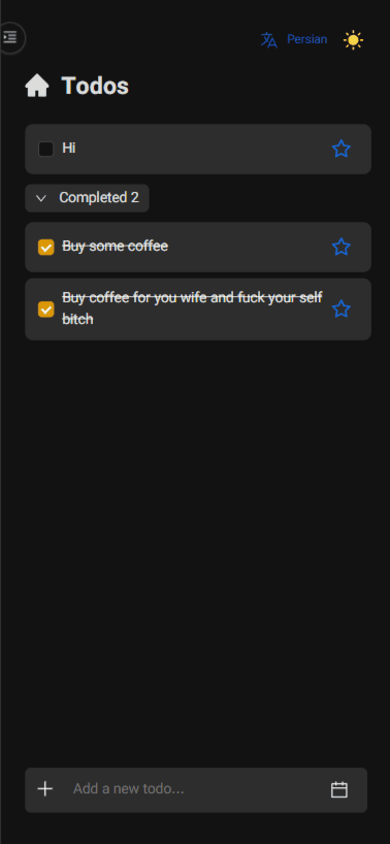 Persian
Todos
Hi
Completed 2
Buy some coffee
Buy coffee for you wife and fuck your self
bitch
Add a new todo...